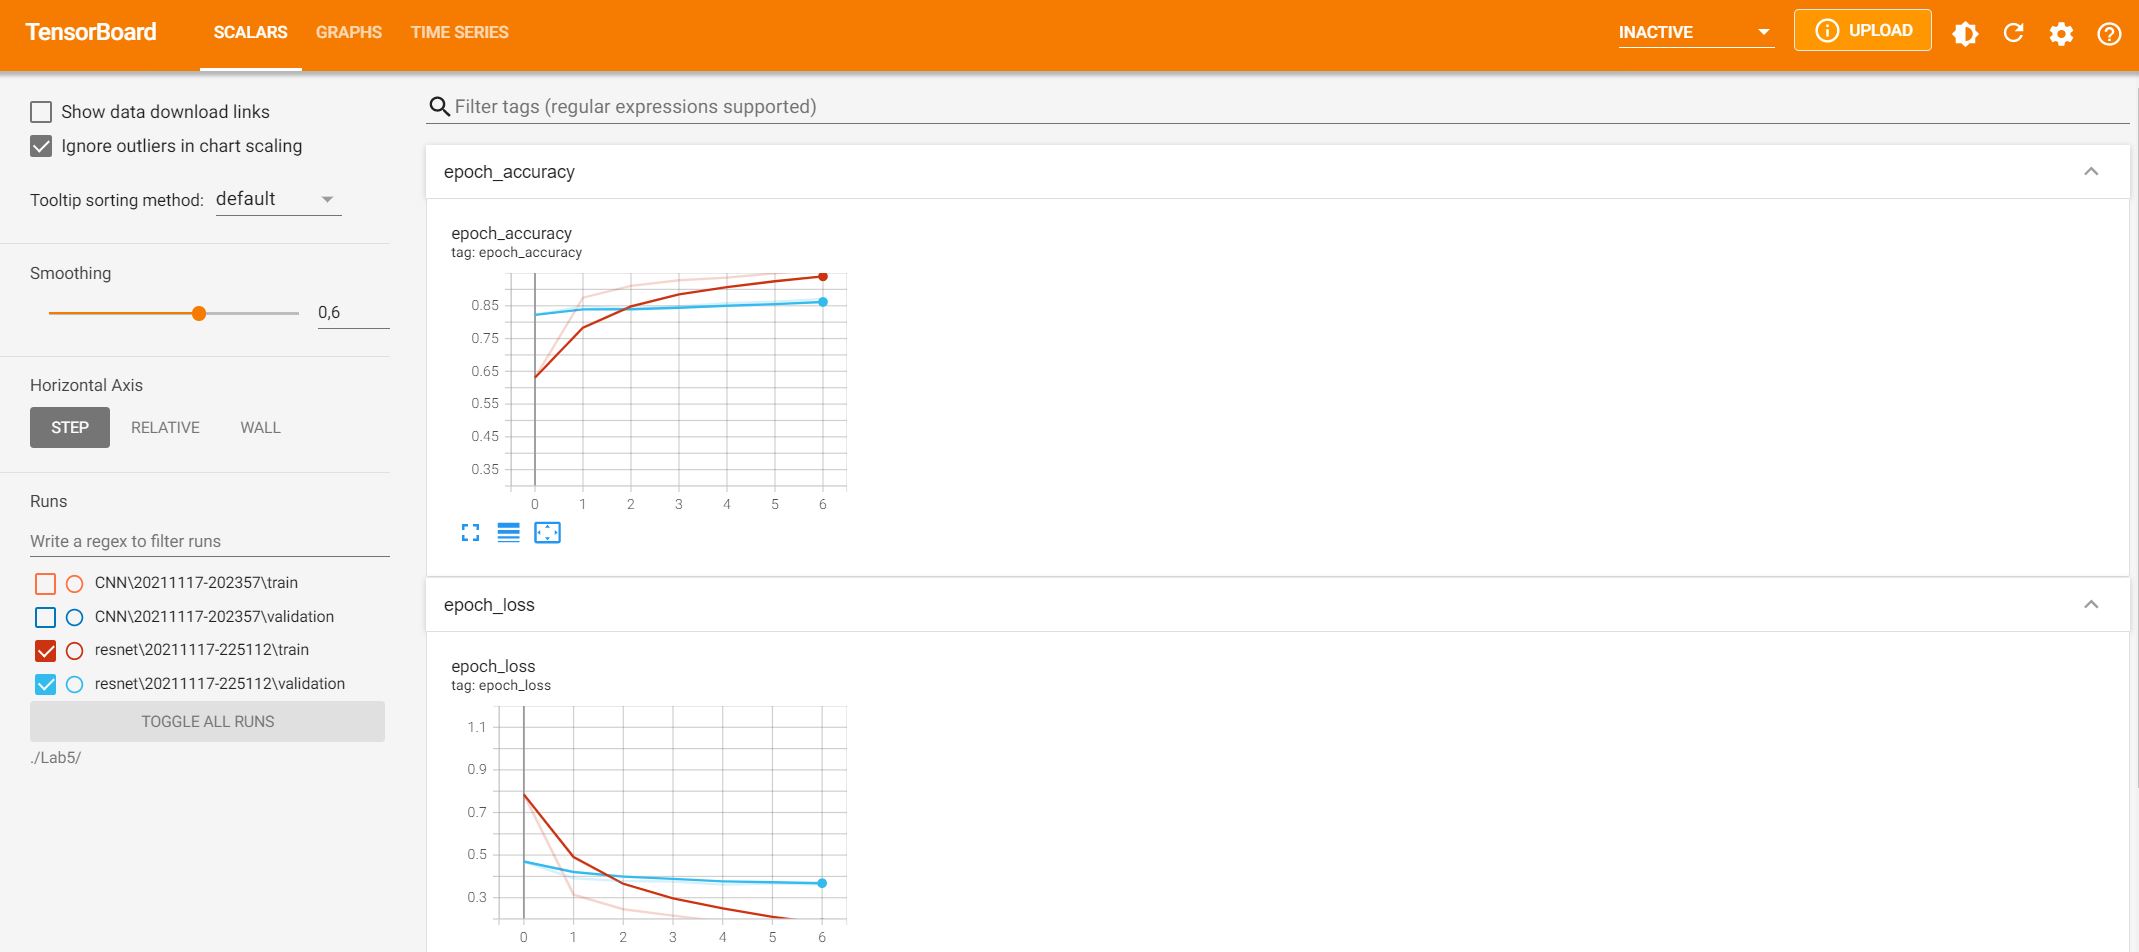 TensorBoard SCALARS GRAPHS TIME SERIES INACTIVE UPLOAD
Show data download links
Ignore outliers in chart scaling
Tooltip sorting method: default
Smoothing
0,6
Horizontal Axis
STEP RELATIVE WALL
Runs
Write a regex to filter runs
CNN\20211117-202357\train
CNN\20211117-202357\validation
resnet\20211117-225112\train
resnet\20211117-225112\validation
TOGGLE ALL RUNS
./Lab5/
Filter tags (regular expressions supported)
epoch_accuracy
epoch_accuracy
tag: epoch_accuracy
0.85
0.75
0.65
0.55
0.45
0.35
0 1 2 3 4 5 6
epoch_loss
epoch_loss
tag: epoch_loss
1.1
0.9
0.7
0.5
0.3
0 1 2 3 4 5 6